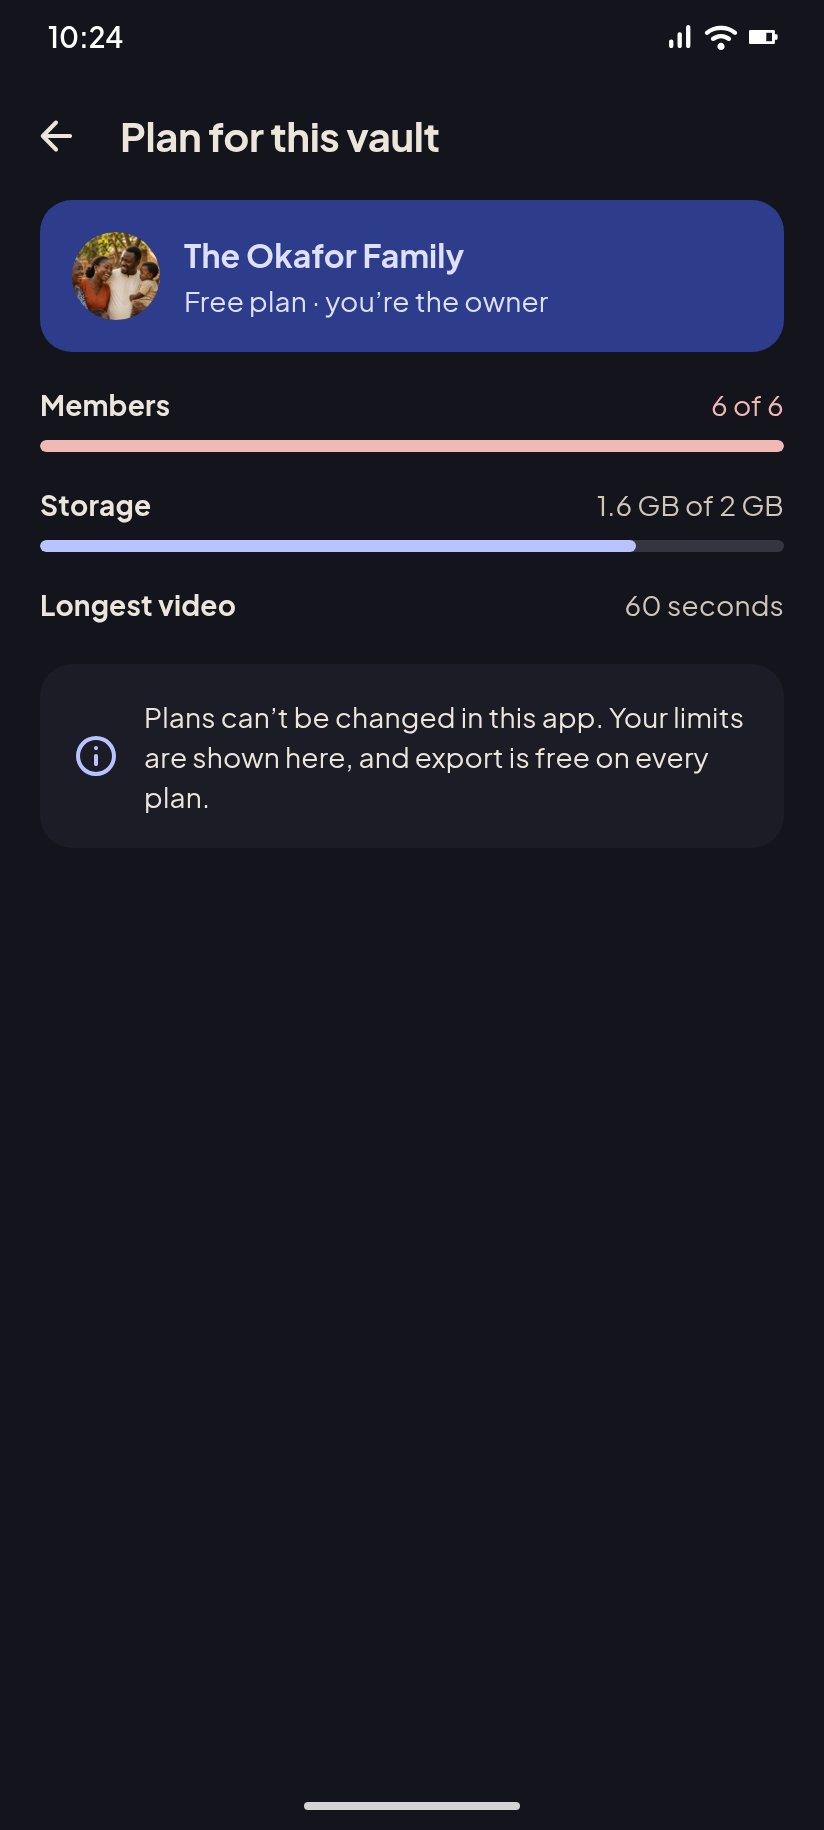 10:24
Plan for this vault
The Okafor Family
Free plan · you’re the owner
Members 6 of 6
Storage 1.6 GB of 2 GB
Longest video 60 seconds
Plans can’t be changed in this app. Your limits
are shown here, and export is free on every
plan.